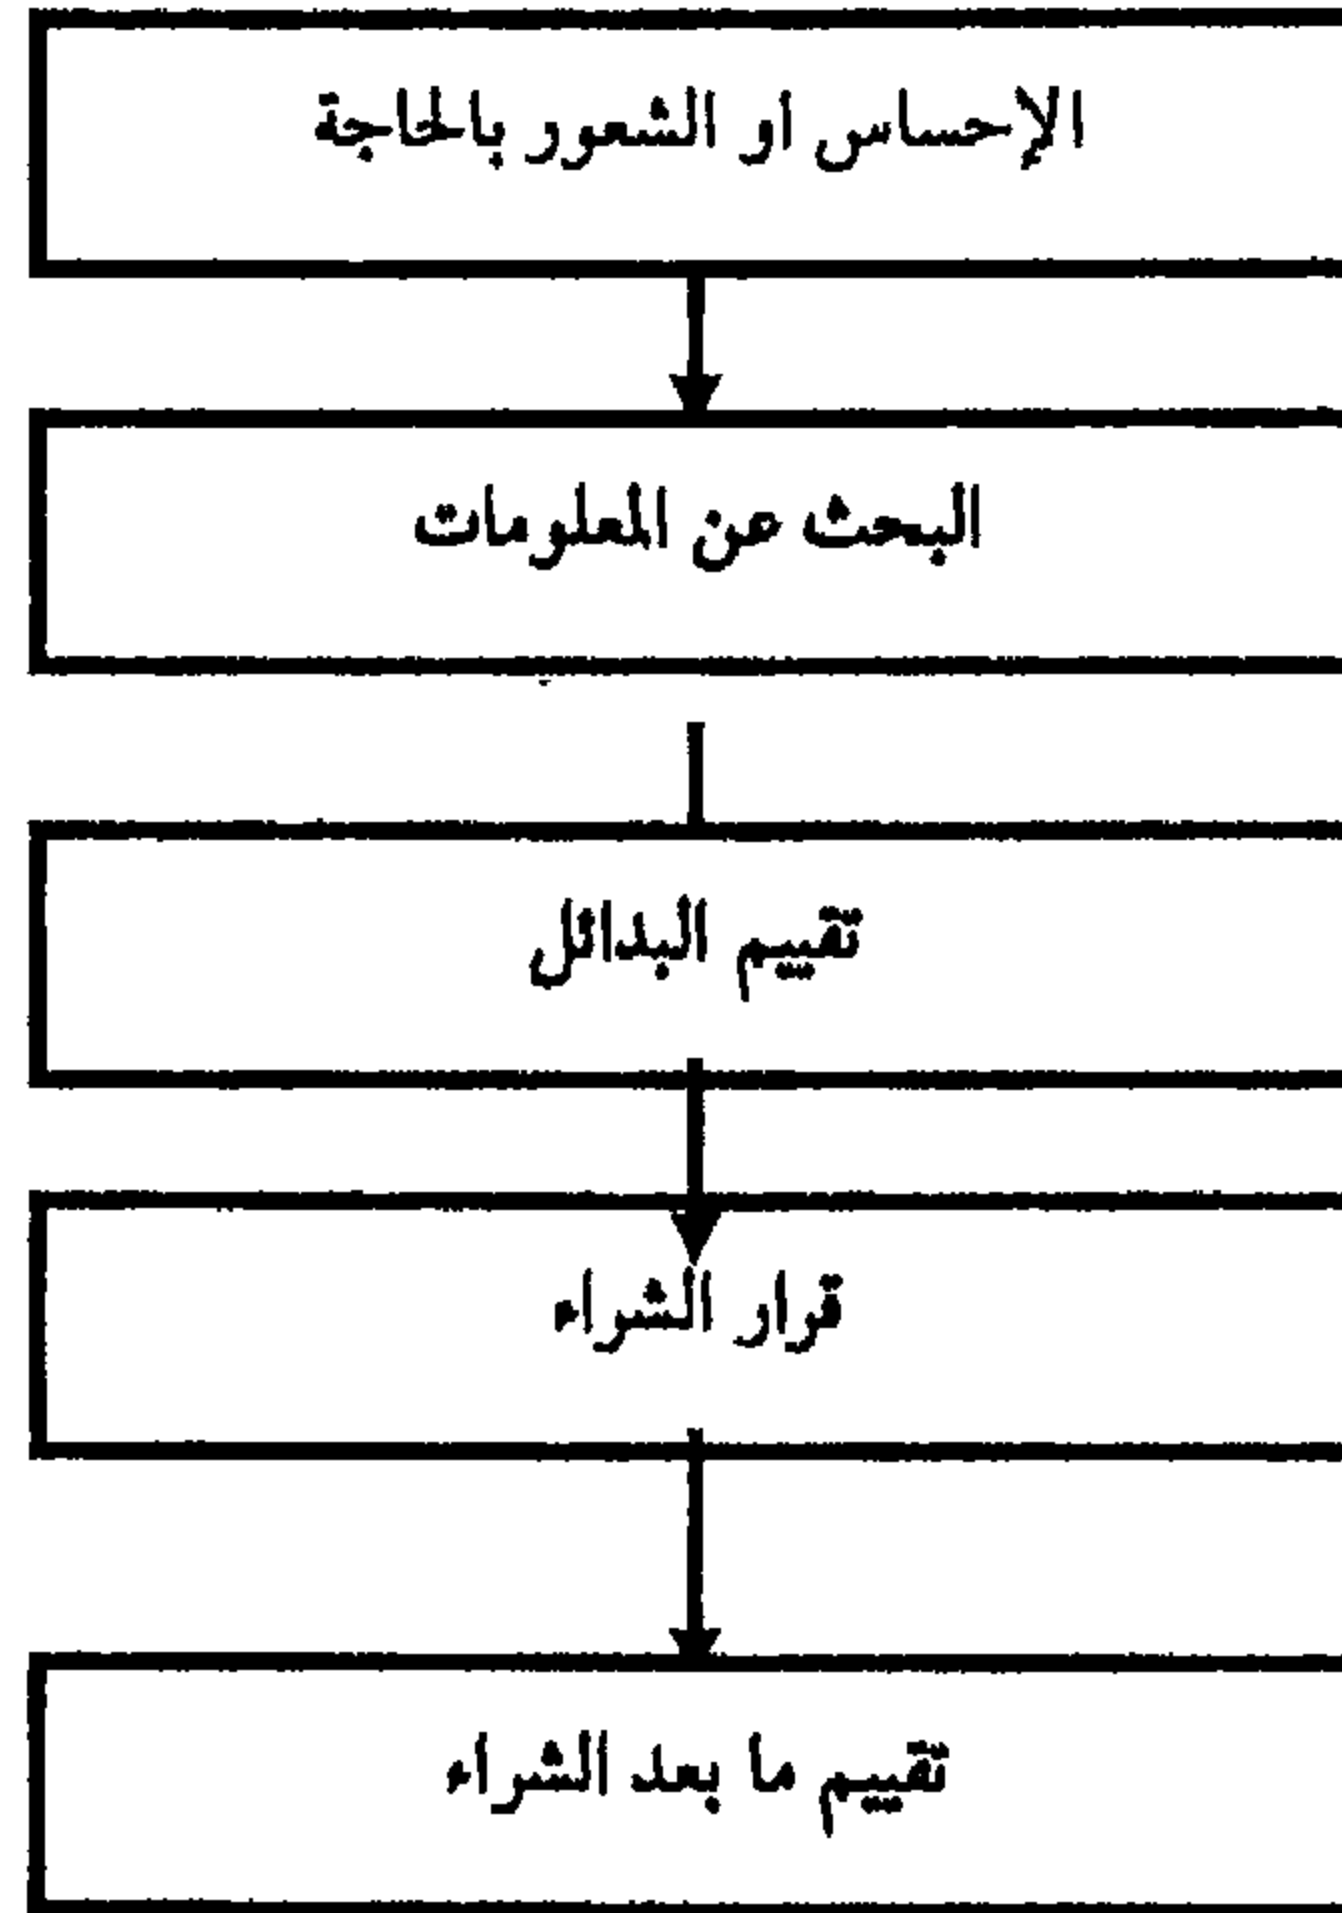 الإحساس او الشعور بالحاجة
البحث عن المعلومات
تقييم البدائل
قرار الشراء
تقييم ما بعد الشراء